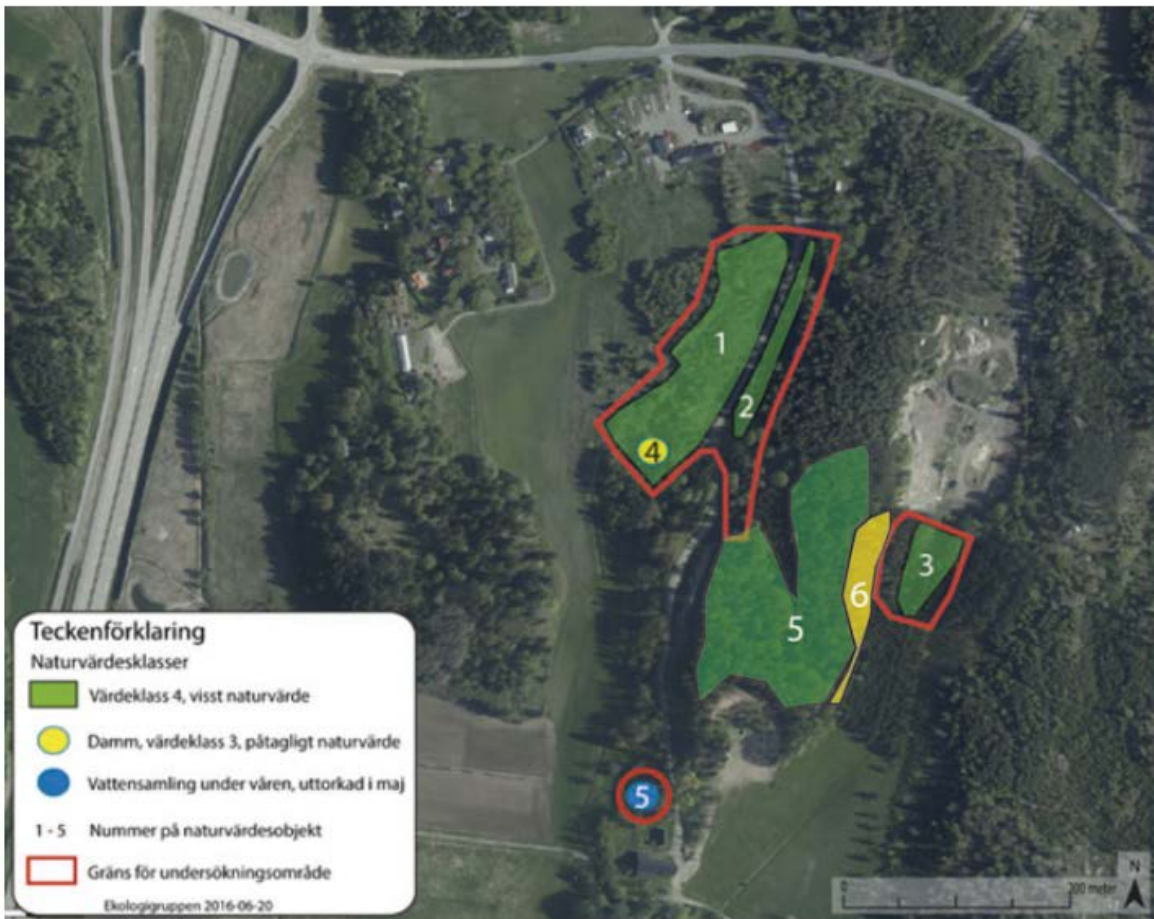 1
2
4
3
6
5
5
Teckenförklaring
Naturvärdesklasser
Värdeklass 4, visst naturvärde
Damm, värdeklass 3, påtagligt naturvärde
Vattensamling under våren, uttorkad i maj
1 - 5 Nummer på naturvärdesobjekt
Gräns för undersökningsområde
Ekologigruppen 2016-06-20
0 meter
N